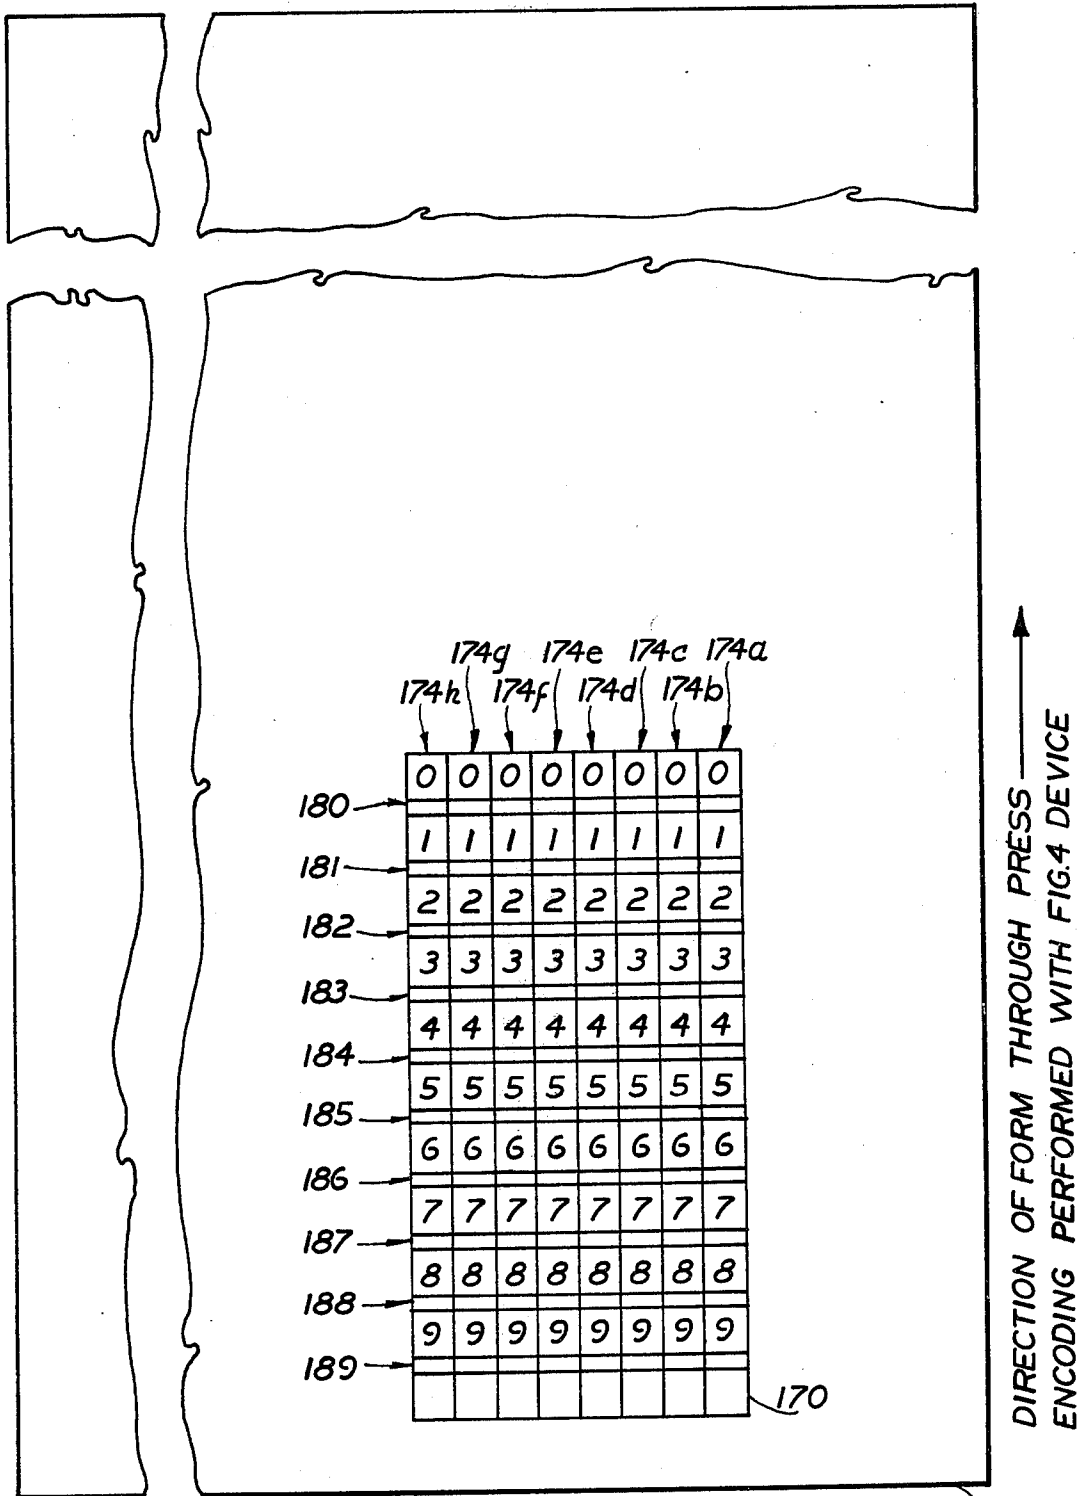 174g 174e 174c 174a
174h 174f 174d 174b
0 0 0 0 0 0 0 0
180
1 1 1 1 1 1 1 1
181
2 2 2 2 2 2 2 2
182
3 3 3 3 3 3 3 3
183
4 4 4 4 4 4 4 4
184
5 5 5 5 5 5 5 5
185
6 6 6 6 6 6 6 6
186
7 7 7 7 7 7 7 7
187
8 8 8 8 8 8 8 8
188
9 9 9 9 9 9 9 9
189
170
DIRECTION OF FORM THROUGH PRESS
ENCODING PERFORMED WITH FIG.4 DEVICE